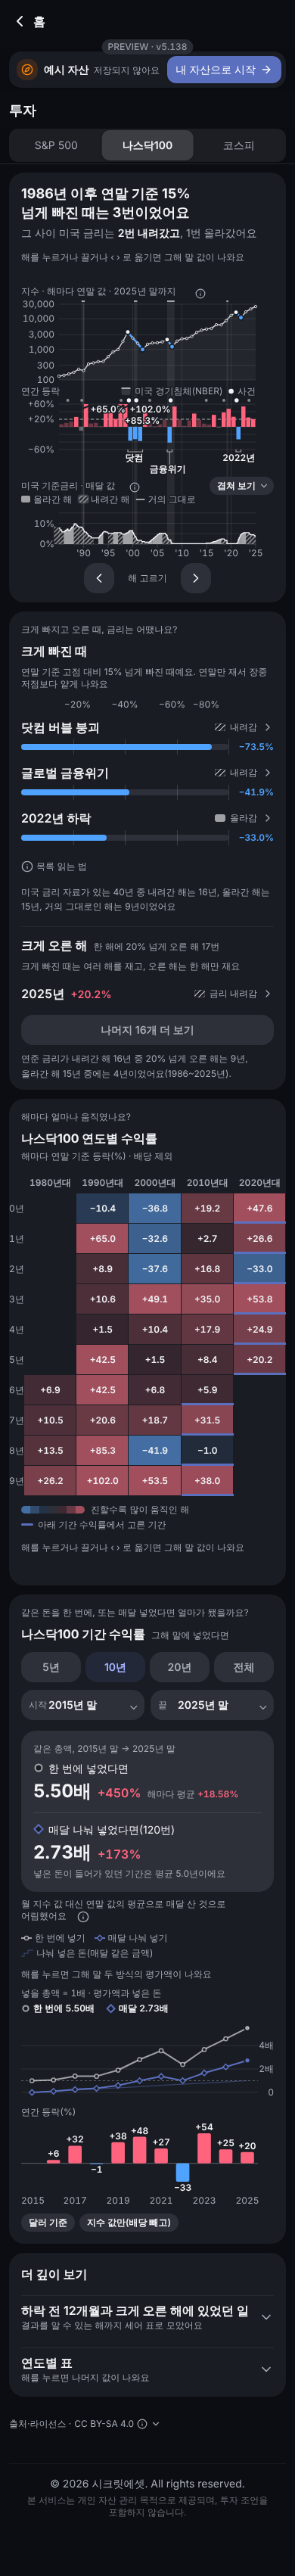 홈
PREVIEW · v5.138
예시 자산 저장되지 않아요 내 자산으로 시작
투자
S&P 500 나스닥100 코스피
1986년 이후 연말 기준 15%
넘게 빠진 때는 3번이었어요
그 사이 미국 금리는 2번 내려갔고, 1번 올라갔어요
해를 누르거나 끌거나 ‹ › 로 옮기면 그해 말 값이 나와요
지수 · 해마다 연말 값 · 2025년 말까지
30,000
10,000
3,000
1,000
300
100
연간 등락 미국 경기침체(NBER) 사건
+60%
+20%
−60%
+65.0% +102.0%
+85.3%
닷컴 2022년
금융위기
미국 기준금리 · 매달 값 겹쳐 보기
올라간 해 내려간 해 거의 그대로
10%
0%
'90 '95 '00 '05 '10 '15 '20 '25
해 고르기
크게 빠지고 오른 때, 금리는 어땠나요?
크게 빠진 때
연말 기준 고점 대비 15% 넘게 빠진 때예요. 연말만 재서 장중
저점보다 얕게 나와요
−20% −40% −60% −80%
닷컴 버블 붕괴 내려감
−73.5%
글로벌 금융위기 내려감
−41.9%
2022년 하락 올라감
−33.0%
목록 읽는 법
미국 금리 자료가 있는 40년 중 내려간 해는 16년, 올라간 해는
15년, 거의 그대로인 해는 9년이었어요
크게 오른 해 한 해에 20% 넘게 오른 해 17번
크게 빠진 때는 여러 해를 재고, 오른 해는 한 해만 재요
2025년 +20.2% 금리 내려감
나머지 16개 더 보기
연준 금리가 내려간 해 16년 중 20% 넘게 오른 해는 9년,
올라간 해 15년 중에는 4년이었어요(1986~2025년).
해마다 얼마나 움직였나요?
나스닥100 연도별 수익률
해마다 연말 기준 등락(%) · 배당 제외
1980년대 1990년대 2000년대 2010년대 2020년대
0년 −10.4 −36.8 +19.2 +47.6
1년 +65.0 −32.6 +2.7 +26.6
2년 +8.9 −37.6 +16.8 −33.0
3년 +10.6 +49.1 +35.0 +53.8
4년 +1.5 +10.4 +17.9 +24.9
5년 +42.5 +1.5 +8.4 +20.2
6년 +6.9 +42.5 +6.8 +5.9
7년 +10.5 +20.6 +18.7 +31.5
8년 +13.5 +85.3 −41.9 −1.0
9년 +26.2 +102.0 +53.5 +38.0
진할수록 많이 움직인 해
아래 기간 수익률에서 고른 기간
해를 누르거나 끌거나 ‹ › 로 옮기면 그해 말 값이 나와요
같은 돈을 한 번에, 또는 매달 넣었다면 얼마가 됐을까요?
나스닥100 기간 수익률 그해 말에 넣었다면
5년 10년 20년 전체
시작 2015년 말 끝 2025년 말
같은 총액, 2015년 말 → 2025년 말
한 번에 넣었다면
5.50배 +450% 해마다 평균 +18.58%
매달 나눠 넣었다면(120번)
2.73배 +173%
넣은 돈이 들어가 있던 기간은 평균 5.0년이에요
월 지수 값 대신 연말 값의 평균으로 매달 산 것으로
어림했어요
한 번에 넣기 매달 나눠 넣기
나눠 넣은 돈(매달 같은 금액)
해를 누르면 그해 말 두 방식의 평가액이 나와요
넣을 총액 = 1배 · 평가액과 넣은 돈
한 번에 5.50배 매달 2.73배
4배
2배
0
연간 등락(%)
+6 +32 −1 +38 +48 +27 −33 +54 +25 +20
2015 2017 2019 2021 2023 2025
달러 기준 지수 값만(배당 빼고)
더 깊이 보기
하락 전 12개월과 크게 오른 해에 있었던 일
결과를 알 수 있는 해까지 세어 표로 모았어요
연도별 표
해를 누르면 나머지 값이 나와요
출처·라이선스 · CC BY-SA 4.0
© 2026 시크릿에셋. All rights reserved.
본 서비스는 개인 자산 관리 목적으로 제공되며, 투자 조언을
포함하지 않습니다.